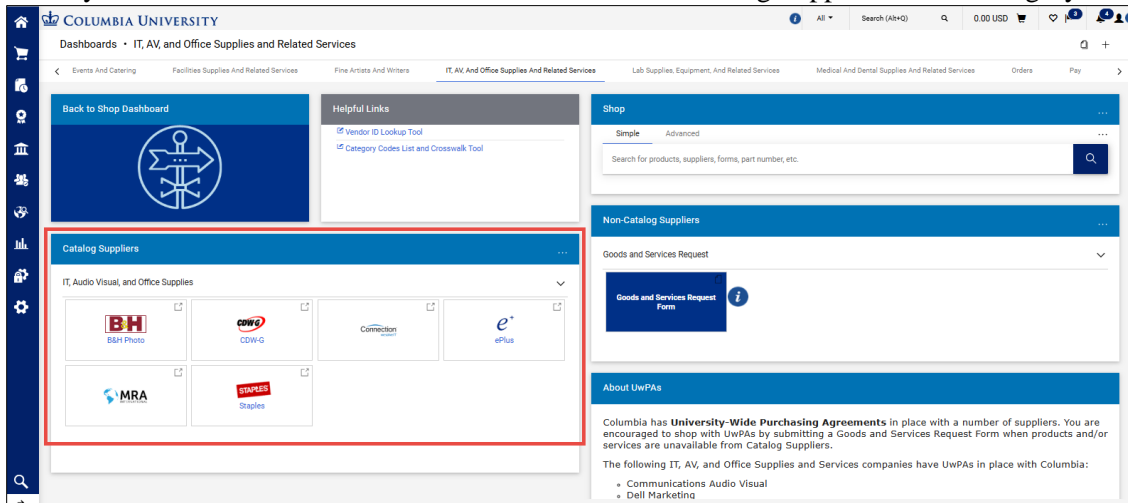 COLUMBIA UNIVERSITY
All
Search (Alt+Q)
0.00 USD
3
4
Dashboards • IT, AV, and Office Supplies and Related Services
Events And Catering
Facilities Supplies And Related Services
Fine Artists And Writers
IT, AV, And Office Supplies And Related Services
Lab Supplies, Equipment, And Related Services
Medical And Dental Supplies And Related Services
Orders
Pay
Back to Shop Dashboard
Helpful Links
Vendor ID Lookup Tool
Category Codes List and Crosswalk Tool
Shop
Simple
Advanced
Search for products, suppliers, forms, part number, etc.
Catalog Suppliers
IT, Audio Visual, and Office Supplies
B&H
B&H Photo
CDWG
CDW-G
Connection
e+
ePlus
MRA
STAPLES
Staples
Non-Catalog Suppliers
Goods and Services Request
Goods and Services Request
Form
i
About UwPAs
Columbia has University-Wide Purchasing Agreements in place with a number of suppliers. You are
encouraged to shop with UwPAs by submitting a Goods and Services Request Form when products and/or
services are unavailable from Catalog Suppliers.
The following IT, AV, and Office Supplies and Services companies have UwPAs in place with Columbia:
• Communications Audio Visual
• Dell Marketing